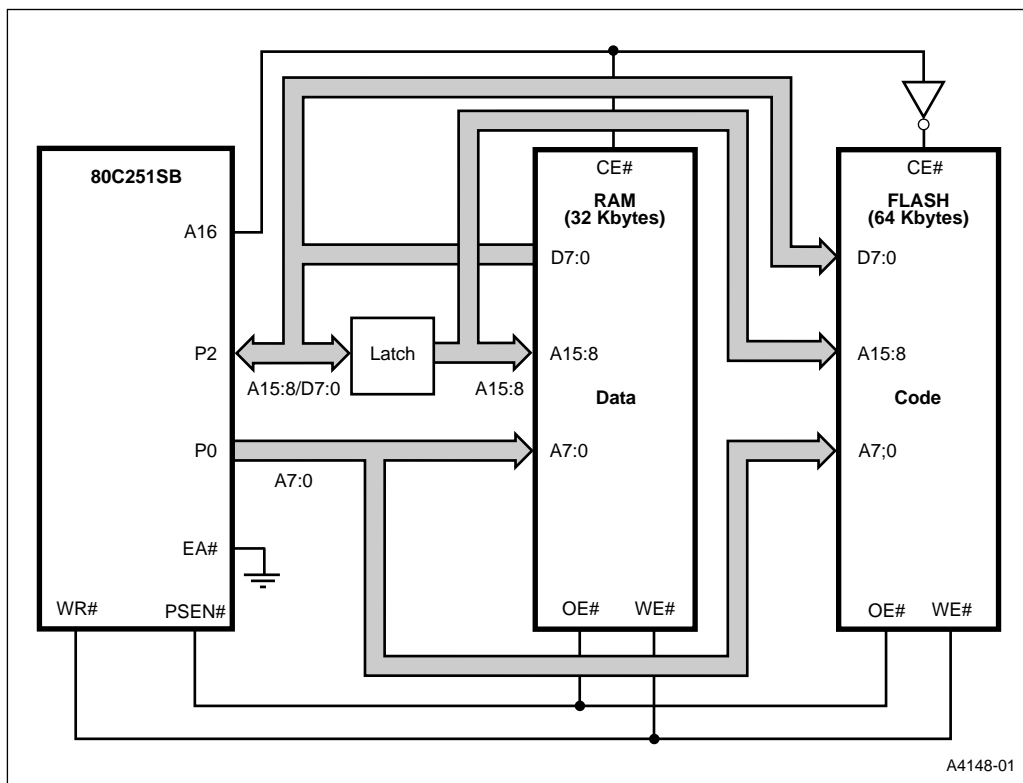 80C251SB
A16
P2
A15:8/D7:0
P0
A7:0
EA#
WR#
PSEN#
Latch
A15:8
CE#
RAM
(32 Kbytes)
D7:0
A15:8
Data
A7:0
OE#
WE#
CE#
FLASH
(64 Kbytes)
D7:0
A15:8
Code
A7;0
OE#
WE#
A4148-01